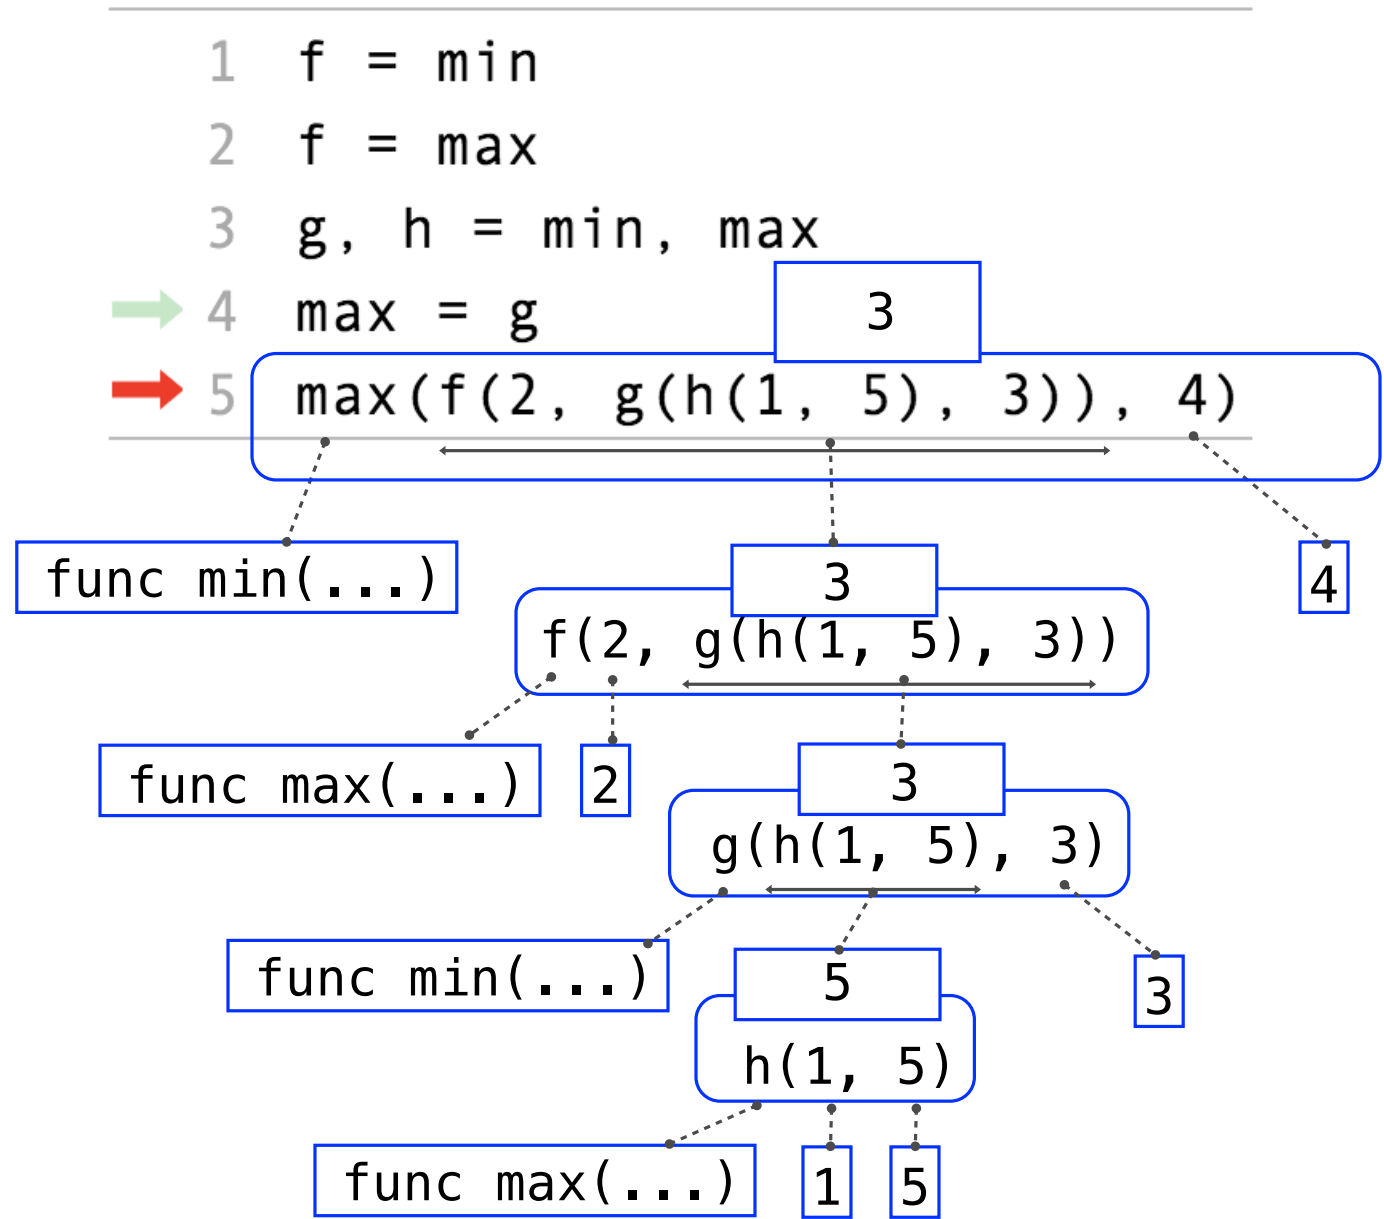 1 f = min
2 f = max
3 g, h = min, max
3
4 max = g
5 max(f(2, g(h(1, 5), 3)), 4)
func min(...)
3
4
f(2, g(h(1, 5), 3))
func max(...)
2
3
g(h(1, 5), 3)
func min(...)
5
3
h(1, 5)
func max(...)
1
5